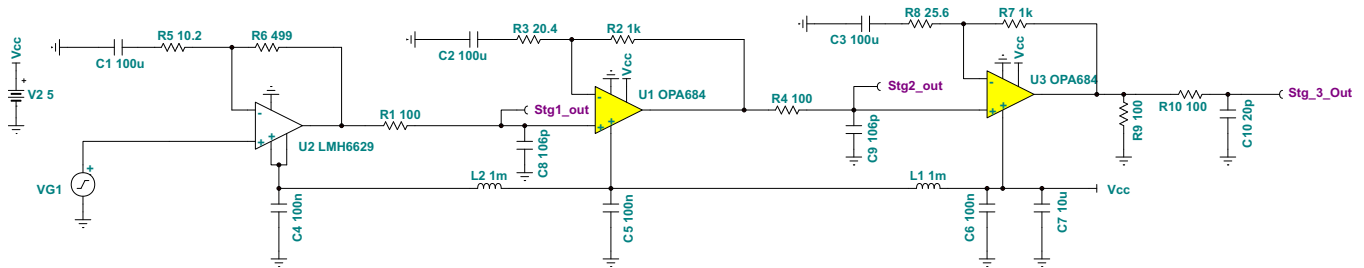 Vcc
V2 5
+
C1 100u
R5 10.2
R6 499
-
+
+
U2 LMH6629
VG1
+
C4 100n
R1 100
Stg1_out
C8 106p
L2 1m
C2 100u
R3 20.4
R2 1k
Vcc
-
+
+
U1 OPA684
C5 100n
R4 100
Stg2_out
C9 106p
L1 1m
C3 100u
R8 25.6
R7 1k
Vcc
-
+
+
U3 OPA684
C6 100n
C7 10u
Vcc
R9 100
R10 100
C10 20p
Stg_3_Out